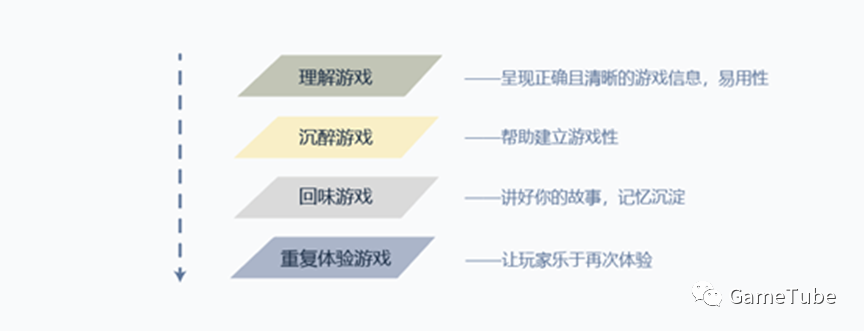 理解游戏 ——呈现正确且清晰的游戏信息，易用性
沉醉游戏 ——帮助建立游戏性
回味游戏 ——讲好你的故事，记忆沉淀
重复体验游戏 ——让玩家乐于再次体验
GameTube